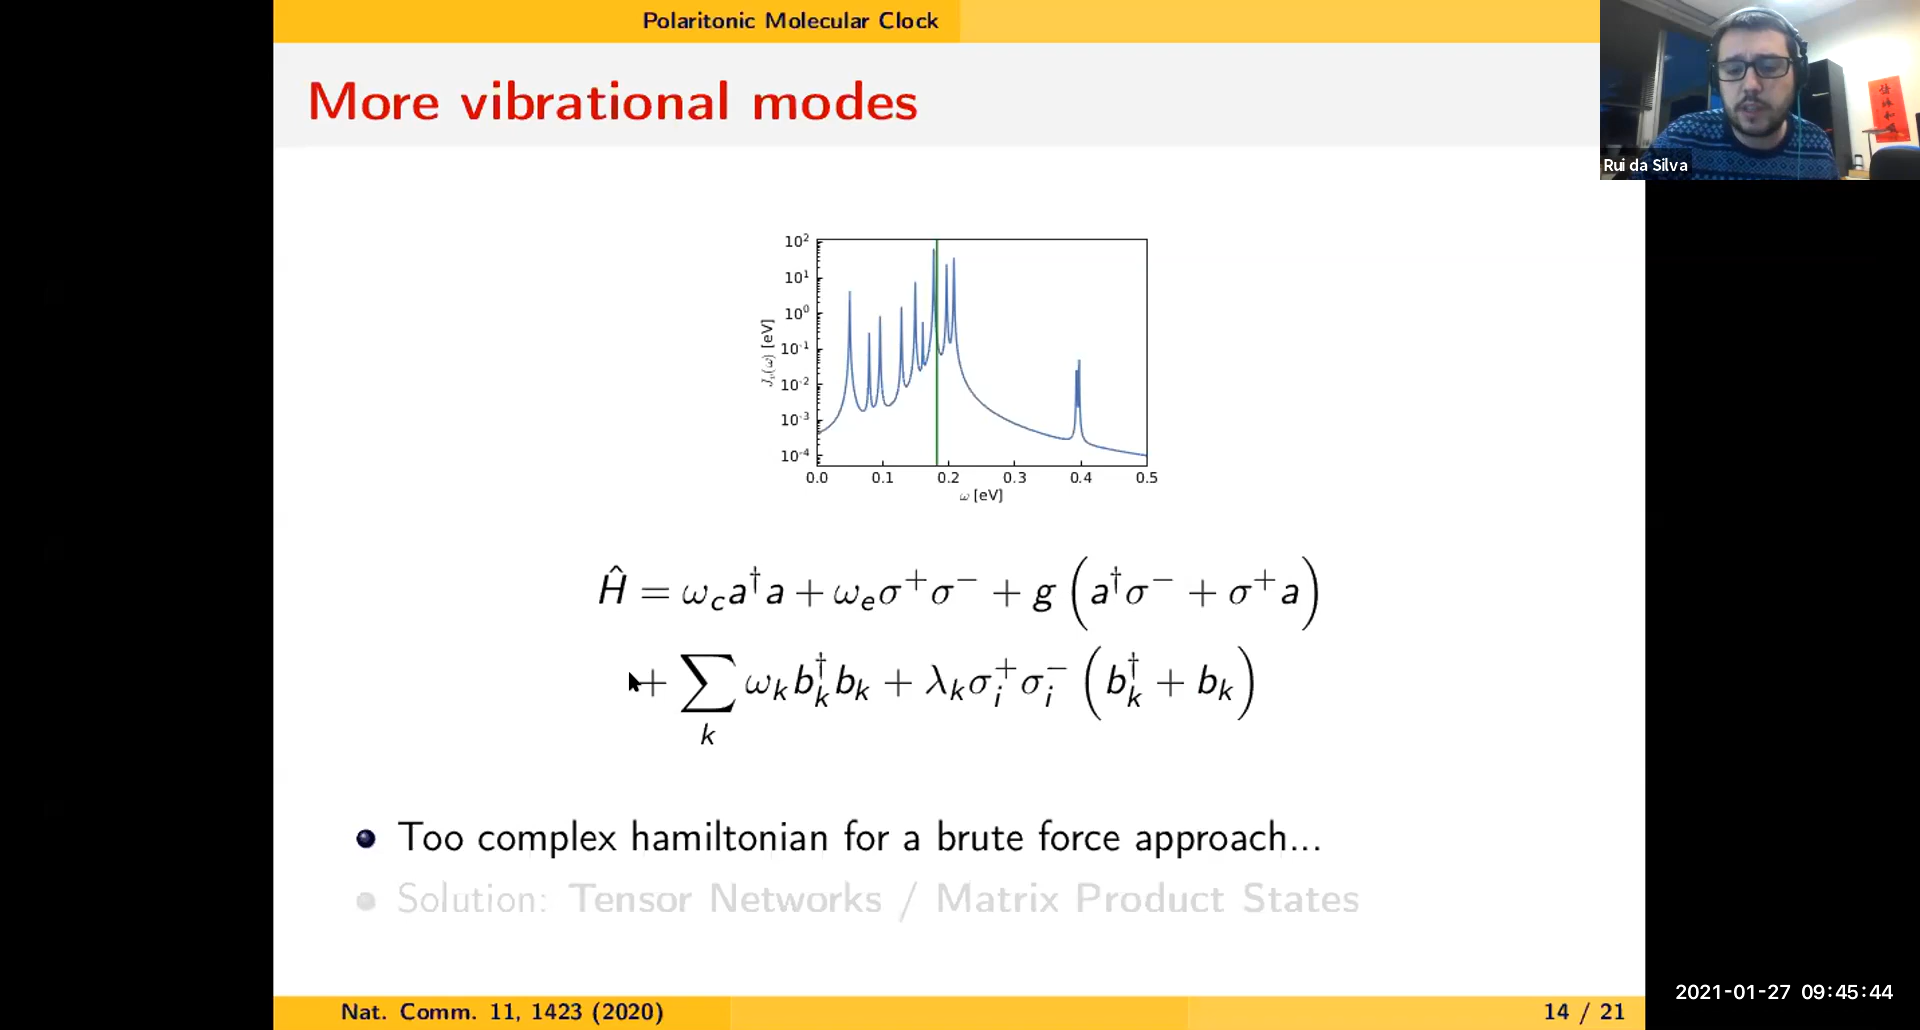 Polaritonic Molecular Clock
More vibrational modes
Rui da Silva
10² 10¹ 10⁰ 10⁻¹ 10⁻² 10⁻³ 10⁻⁴
J_v(ω) [eV]
0.0 0.1 0.2 0.3 0.4 0.5
ω [eV]
Ĥ = ω_c a†a + ω_e σ⁺σ⁻ + g (a†σ⁻ + σ⁺a)
+ ∑_k ω_k b_k† b_k + λ_k σ_i⁺ σ_i⁻ (b_k† + b_k)
Too complex hamiltonian for a brute force approach...
Solution: Tensor Networks / Matrix Product States
Nat. Comm. 11, 1423 (2020)
14 / 21
2021-01-27 09:45:44